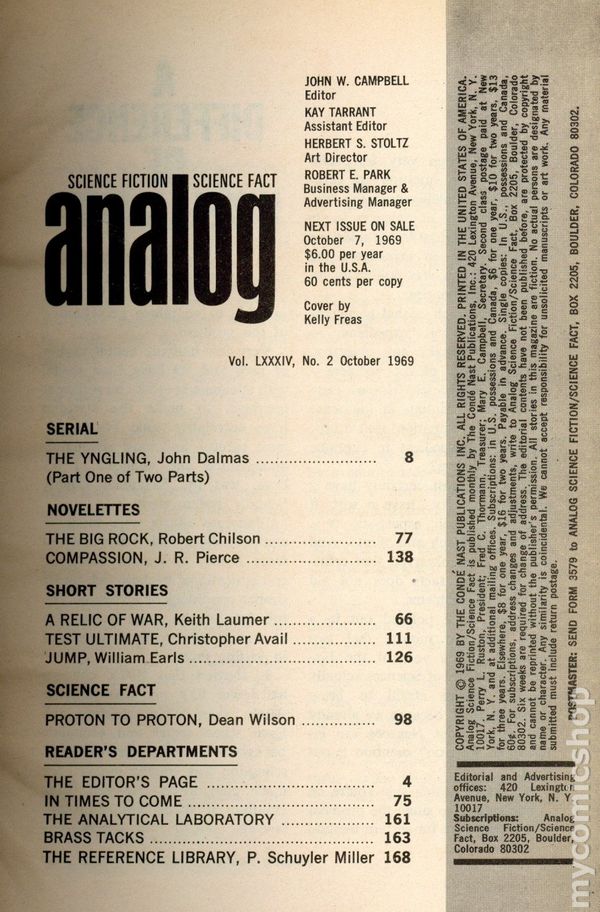 JOHN W. CAMPBELL
Editor
KAY TARRANT
Assistant Editor
HERBERT S. STOLTZ
Art Director
ROBERT E. PARK
Business Manager &
Advertising Manager
NEXT ISSUE ON SALE
October 7, 1969
$6.00 per year
in the U.S.A.
60 cents per copy
Cover by
Kelly Freas
SCIENCE FICTION SCIENCE FACT
analog
Vol. LXXXIV, No. 2 October 1969
SERIAL
THE YNGLING, John Dalmas ........................ 8
(Part One of Two Parts)
NOVELETTES
THE BIG ROCK, Robert Chilson ...................... 77
COMPASSION, J. R. Pierce .......................... 138
SHORT STORIES
A RELIC OF WAR, Keith Laumer ..................... 66
TEST ULTIMATE, Christopher Avail ................ 111
JUMP, William Earls .................................... 126
SCIENCE FACT
PROTON TO PROTON, Dean Wilson .............. 98
READER'S DEPARTMENTS
THE EDITOR'S PAGE ................................. 4
IN TIMES TO COME .................................... 75
THE ANALYTICAL LABORATORY .................. 161
BRASS TACKS ........................................... 163
THE REFERENCE LIBRARY, P. Schuyler Miller 168
COPYRIGHT © 1969 BY THE CONDÉ NAST PUBLICATIONS INC. ALL RIGHTS RESERVED. PRINTED IN THE UNITED STATES OF AMERICA.
Analog Science Fiction/Science Fact is published monthly by The Condé Nast Publications, Inc.: 420 Lexington Avenue, New York, N. Y.
10017. Perry L. Ruston, President; Fred C. Thormann, Treasurer; Mary E. Campbell, Secretary. Second class postage paid at New
York, N. Y. and at additional mailing offices. Subscriptions: In U.S., possessions and Canada, $6 for one year, $10 for two years, $13
for three years. Elsewhere, $8 for one year, $16 for two years. Payable in advance. Single copies: In U.S., possessions and Canada,
60¢. For subscriptions, address changes and adjustments, write to Analog Science Fiction/Science Fact, Box 2205, Boulder, Colorado
80302. Six weeks are required for change of address. The editorial contents have not been published before, are protected by copyright
and cannot be reprinted without the publisher's permission. All stories in this magazine are fiction. No actual persons are designated by
name or character. Any similarity is coincidental. We cannot accept responsibility for unsolicited manuscripts or art work. Any material
submitted must include return postage.
POSTMASTER: SEND FORM 3579 to ANALOG SCIENCE FICTION/SCIENCE FACT, BOX 2205, BOULDER, COLORADO 80302.
Editorial and Advertising
offices: 420 Lexington
Avenue, New York, N. Y.
10017
Subscriptions: Analog
Science Fiction/Science
Fact, Box 2205, Boulder,
Colorado 80302
mycomicshop